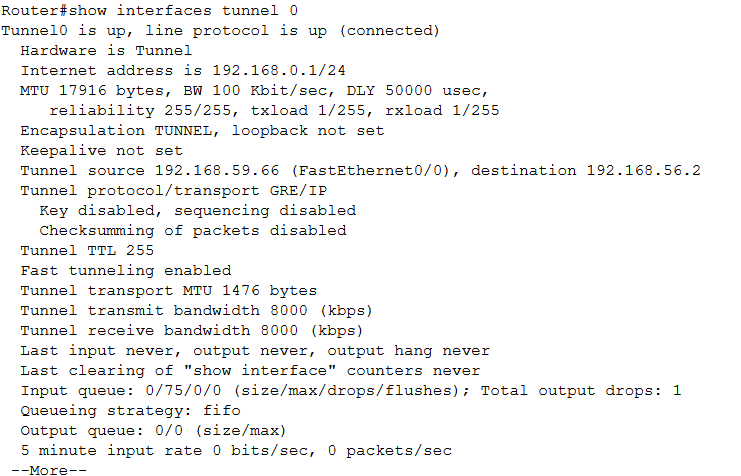 Router#show interfaces tunnel 0
Tunnel0 is up, line protocol is up (connected)
Hardware is Tunnel
Internet address is 192.168.0.1/24
MTU 17916 bytes, BW 100 Kbit/sec, DLY 50000 usec,
reliability 255/255, txload 1/255, rxload 1/255
Encapsulation TUNNEL, loopback not set
Keepalive not set
Tunnel source 192.168.59.66 (FastEthernet0/0), destination 192.168.56.2
Tunnel protocol/transport GRE/IP
Key disabled, sequencing disabled
Checksumming of packets disabled
Tunnel TTL 255
Fast tunneling enabled
Tunnel transport MTU 1476 bytes
Tunnel transmit bandwidth 8000 (kbps)
Tunnel receive bandwidth 8000 (kbps)
Last input never, output never, output hang never
Last clearing of "show interface" counters never
Input queue: 0/75/0/0 (size/max/drops/flushes); Total output drops: 1
Queueing strategy: fifo
Output queue: 0/0 (size/max)
5 minute input rate 0 bits/sec, 0 packets/sec
--More--